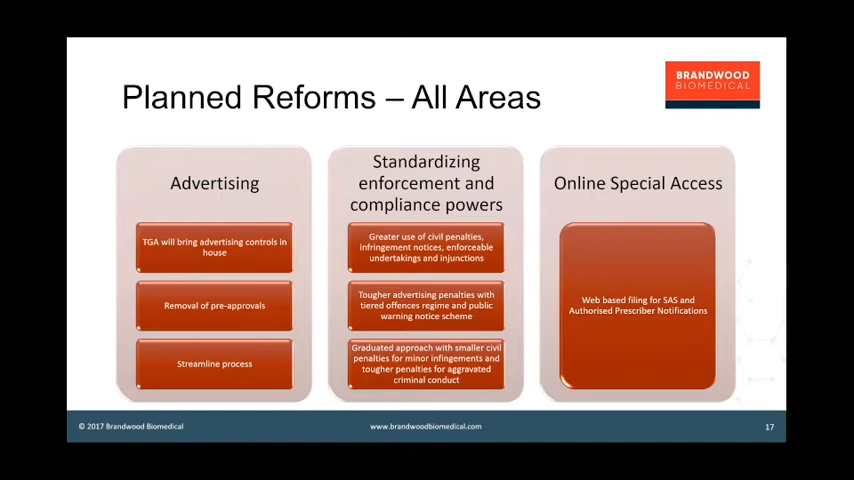 Planned Reforms – All Areas
BRANDWOOD
BIOMEDICAL
Advertising
TGA will bring advertising controls in
house
Removal of pre-approvals
Streamline process
Standardizing
enforcement and
compliance powers
Greater use of civil penalties,
infringement notices, enforceable
undertakings and injunctions
Tougher advertising penalties with
tiered offences regime and public
warning notice scheme
Graduated approach with smaller civil
penalties for minor infingements and
tougher penalties for aggravated
criminal conduct
Online Special Access
Web based filing for SAS and
Authorised Prescriber Notifications
© 2017 Brandwood Biomedical
www.brandwoodbiomedical.com
17